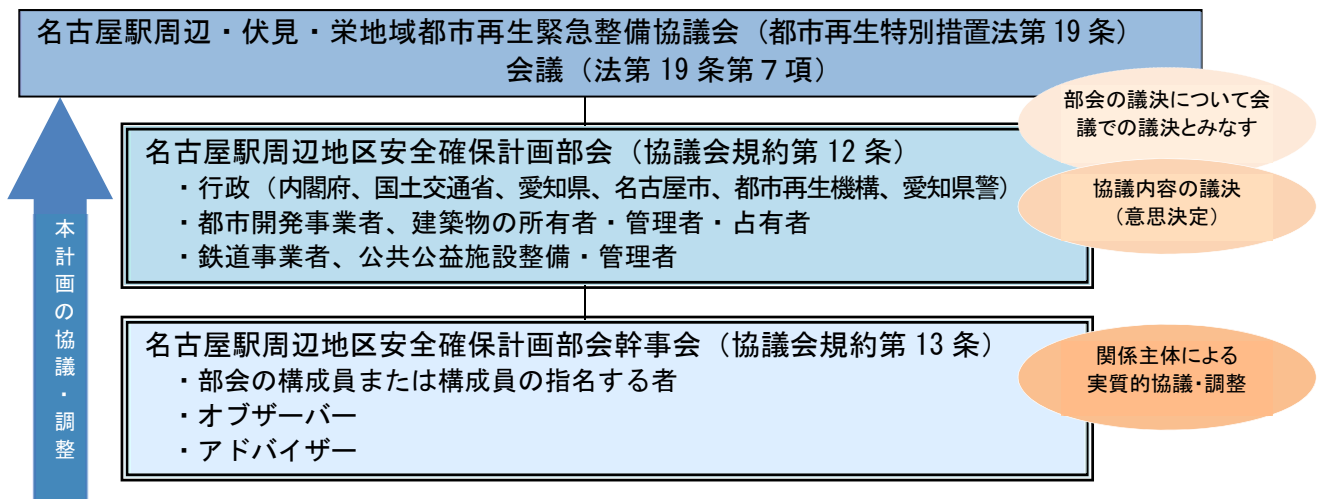 名古屋駅周辺・伏見・栄地域都市再生緊急整備協議会（都市再生特別措置法第19条）
会議（法第19条第７項）
部会の議決について会
議での議決とみなす
名古屋駅周辺地区安全確保計画部会（協議会規約第12条）
・行政（内閣府、国土交通省、愛知県、名古屋市、都市再生機構、愛知県警）
・都市開発事業者、建築物の所有者・管理者・占有者
・鉄道事業者、公共公益施設整備・管理者
協議内容の議決
（意思決定）
本計画の協議・調整
名古屋駅周辺地区安全確保計画部会幹事会（協議会規約第13条）
・部会の構成員または構成員の指名する者
・オブザーバー
・アドバイザー
関係主体による
実質的協議・調整